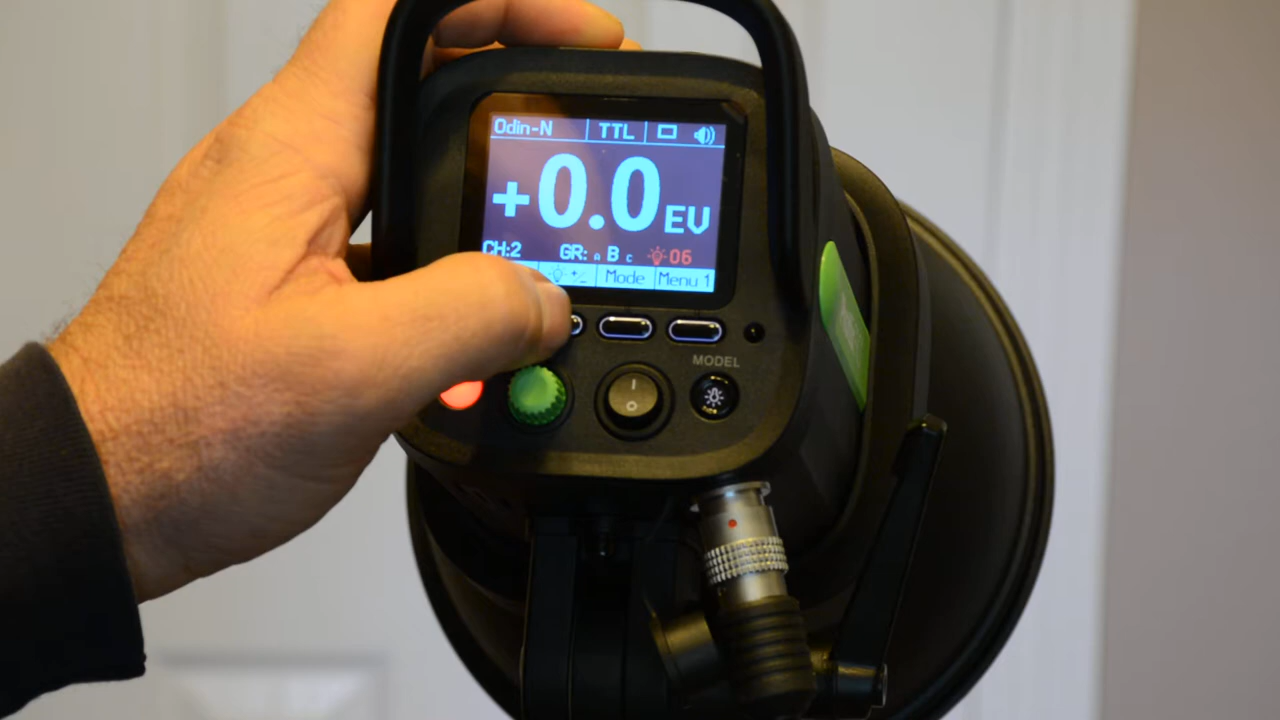 Odin-N TTL
+0.0 EV
CH:2 GR: A B C 06
+/- Mode Menu 1
MODEL
I
O